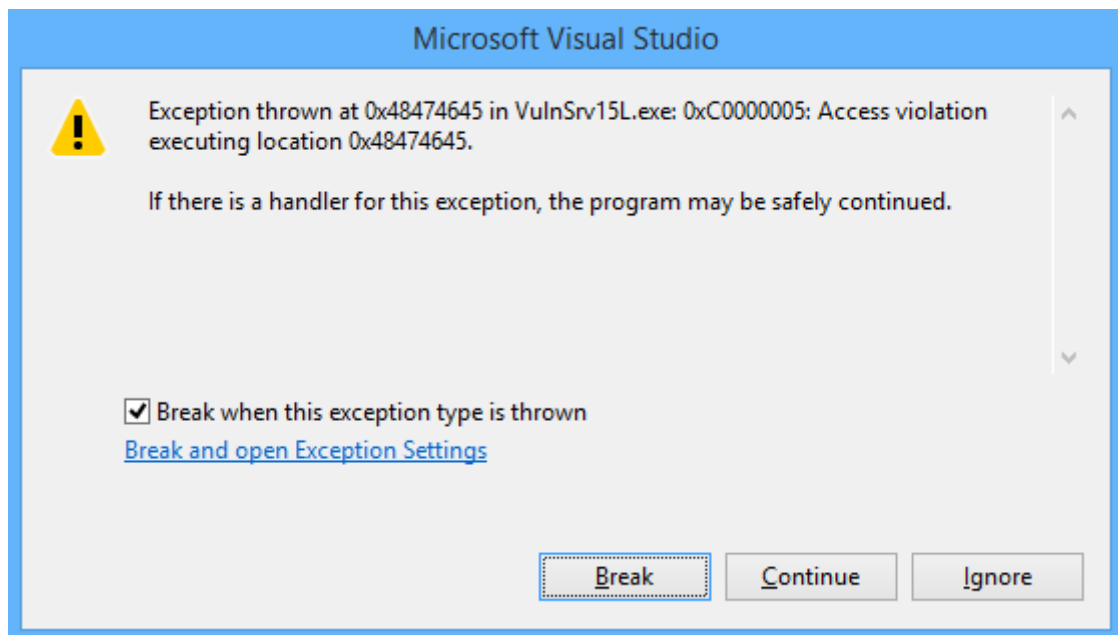 Microsoft Visual Studio
Exception thrown at 0x48474645 in VulnSrv15L.exe: 0xC0000005: Access violation
executing location 0x48474645.
If there is a handler for this exception, the program may be safely continued.
Break when this exception type is thrown
Break and open Exception Settings
Break
Continue
Ignore